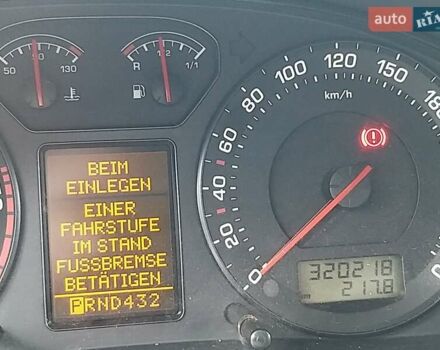 auto RIA
50 90 130
R 1/2 1/1
0 20 40 60 80 100 120 150 180
km/h
BEIM
EINLEGEN
EINER
FAHRSTUFE
IM STAND
FUSSBREMSE
BETÄTIGEN
PRND432
320218
217.8